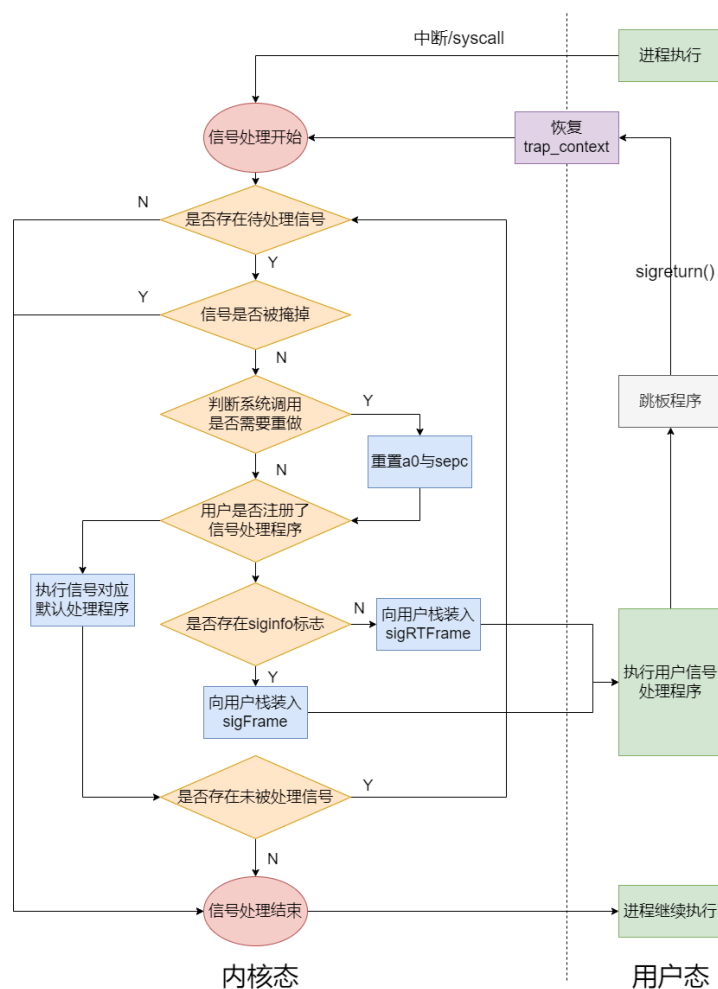 中断/syscall
进程执行
信号处理开始
恢复
trap_context
N
是否存在待处理信号
Y
sigreturn()
Y
信号是否被掩掉
N
跳板程序
判断系统调用
是否需要重做
Y
重置a0与sepc
N
用户是否注册了
信号处理程序
执行信号对应
默认处理程序
是否存在siginfo标志
N
向用户栈装入
sigRTFrame
Y
向用户栈装入
sigFrame
执行用户信号
处理程序
是否存在未被处理信号
Y
N
信号处理结束
进程继续执行
内核态
用户态